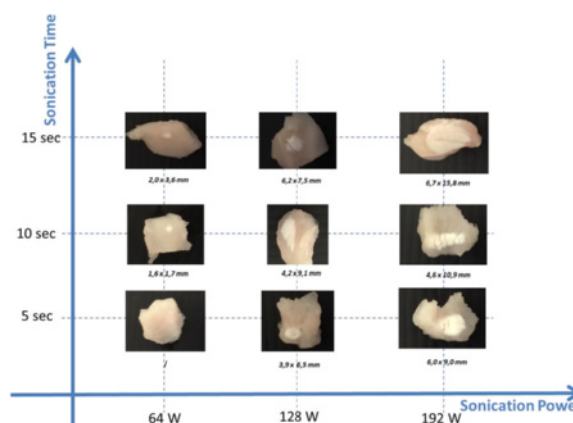 Sonication Time
15 sec
2,0 x 3,6 mm
6,2 x 7,5 mm
6,7 x 15,8 mm
10 sec
1,6 x 1,7 mm
4,2 x 9,1 mm
4,6 x 10,9 mm
5 sec
/
3,9 x 6,5 mm
6,0 x 9,0 mm
Sonication Power
64 W
128 W
192 W